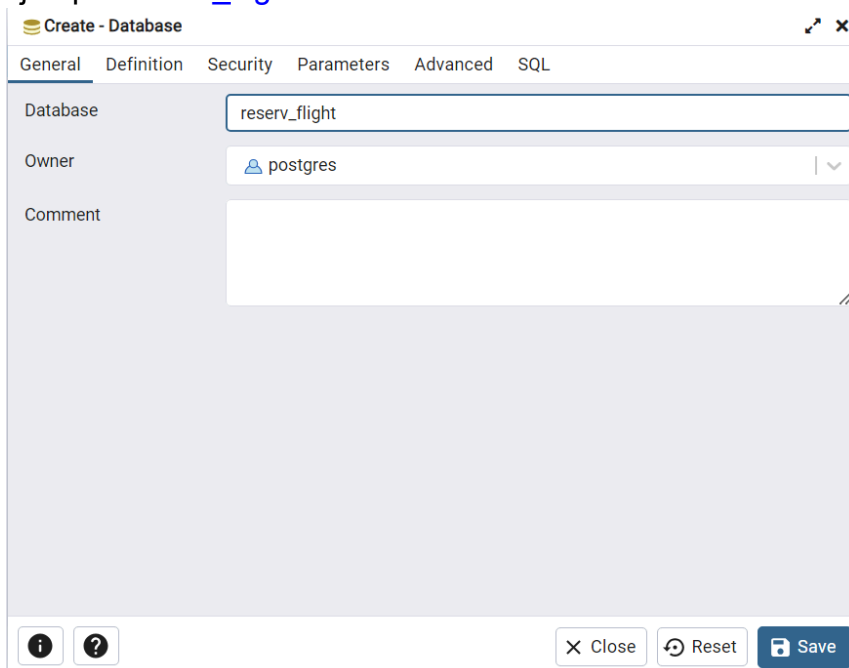 Create - Database
General Definition Security Parameters Advanced SQL
Database reserv_flight
Owner postgres
Comment
Close Reset Save